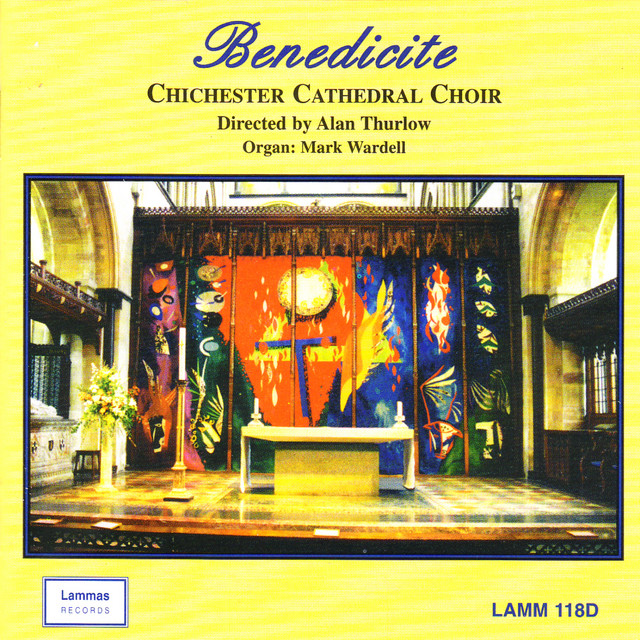 Benedicite
CHICHESTER CATHEDRAL CHOIR
Directed by Alan Thurlow
Organ: Mark Wardell
Lammas
RECORDS
LAMM 118D